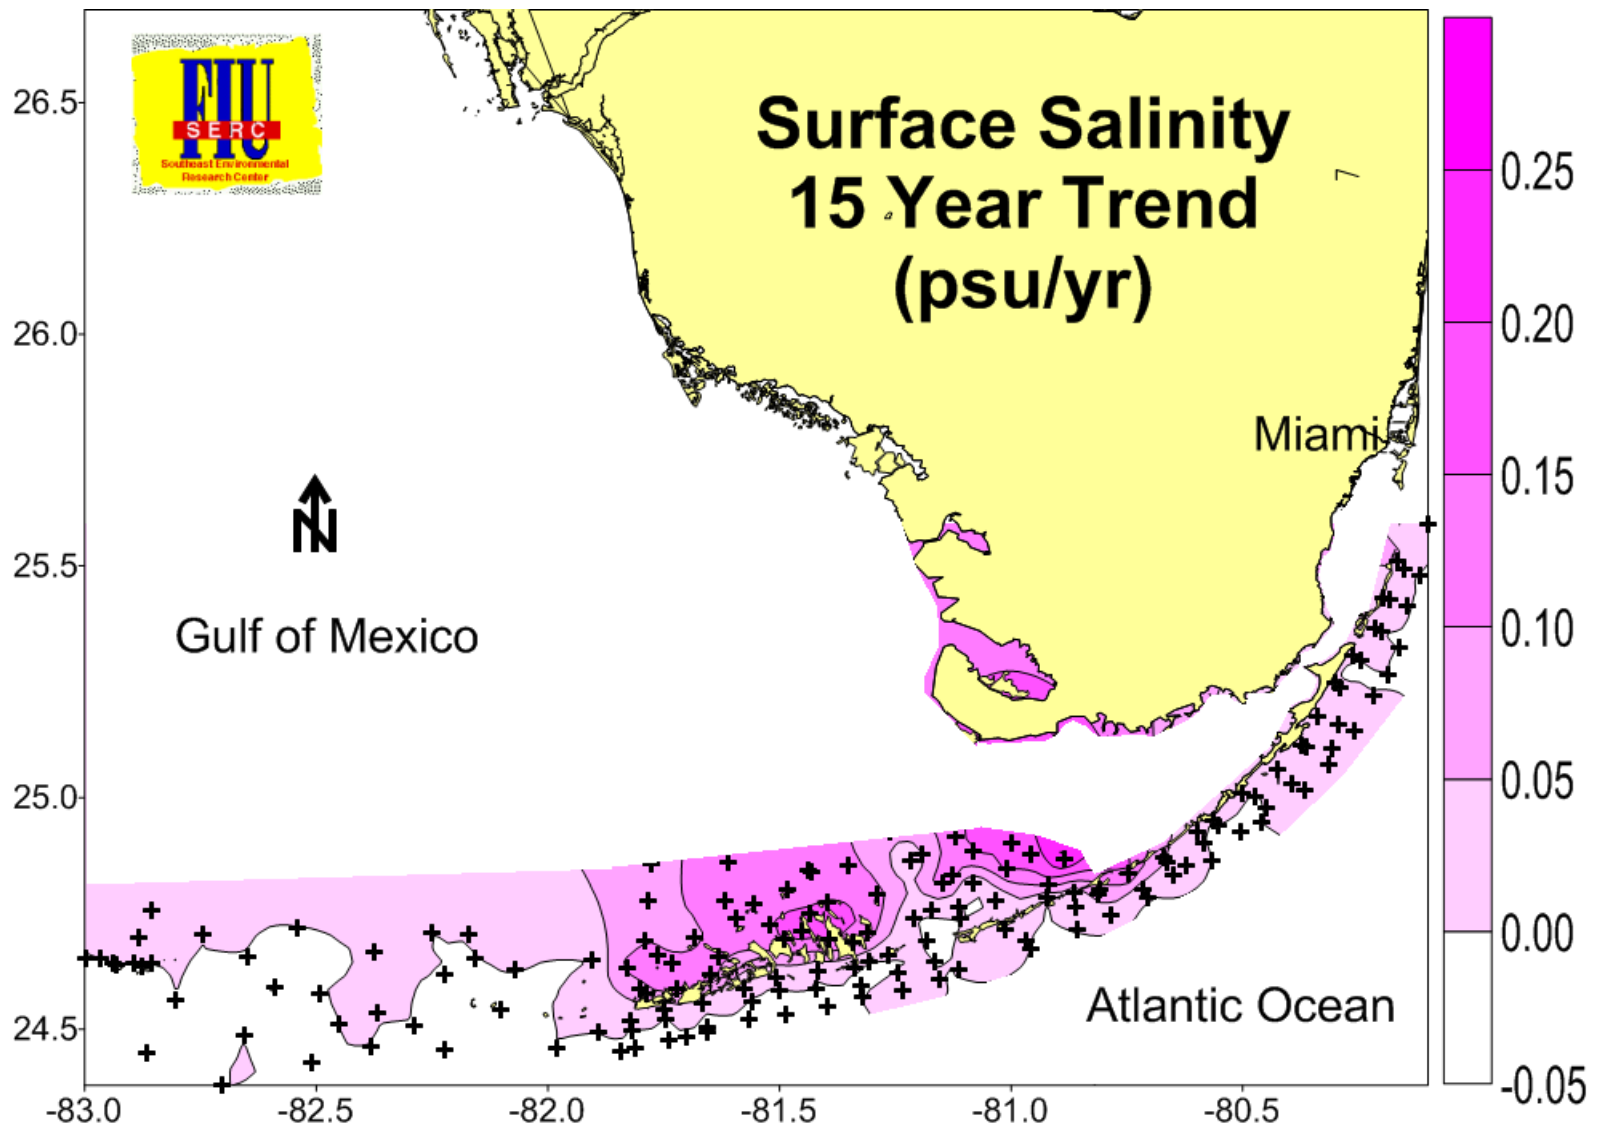 FIU
SERC
Southeast Environmental
Research Center
Surface Salinity
15 Year Trend
(psu/yr)
Miami
Gulf of Mexico
Atlantic Ocean
N
26.5
26.0
25.5
25.0
24.5
-83.0
-82.5
-82.0
-81.5
-81.0
-80.5
0.25
0.20
0.15
0.10
0.05
0.00
-0.05